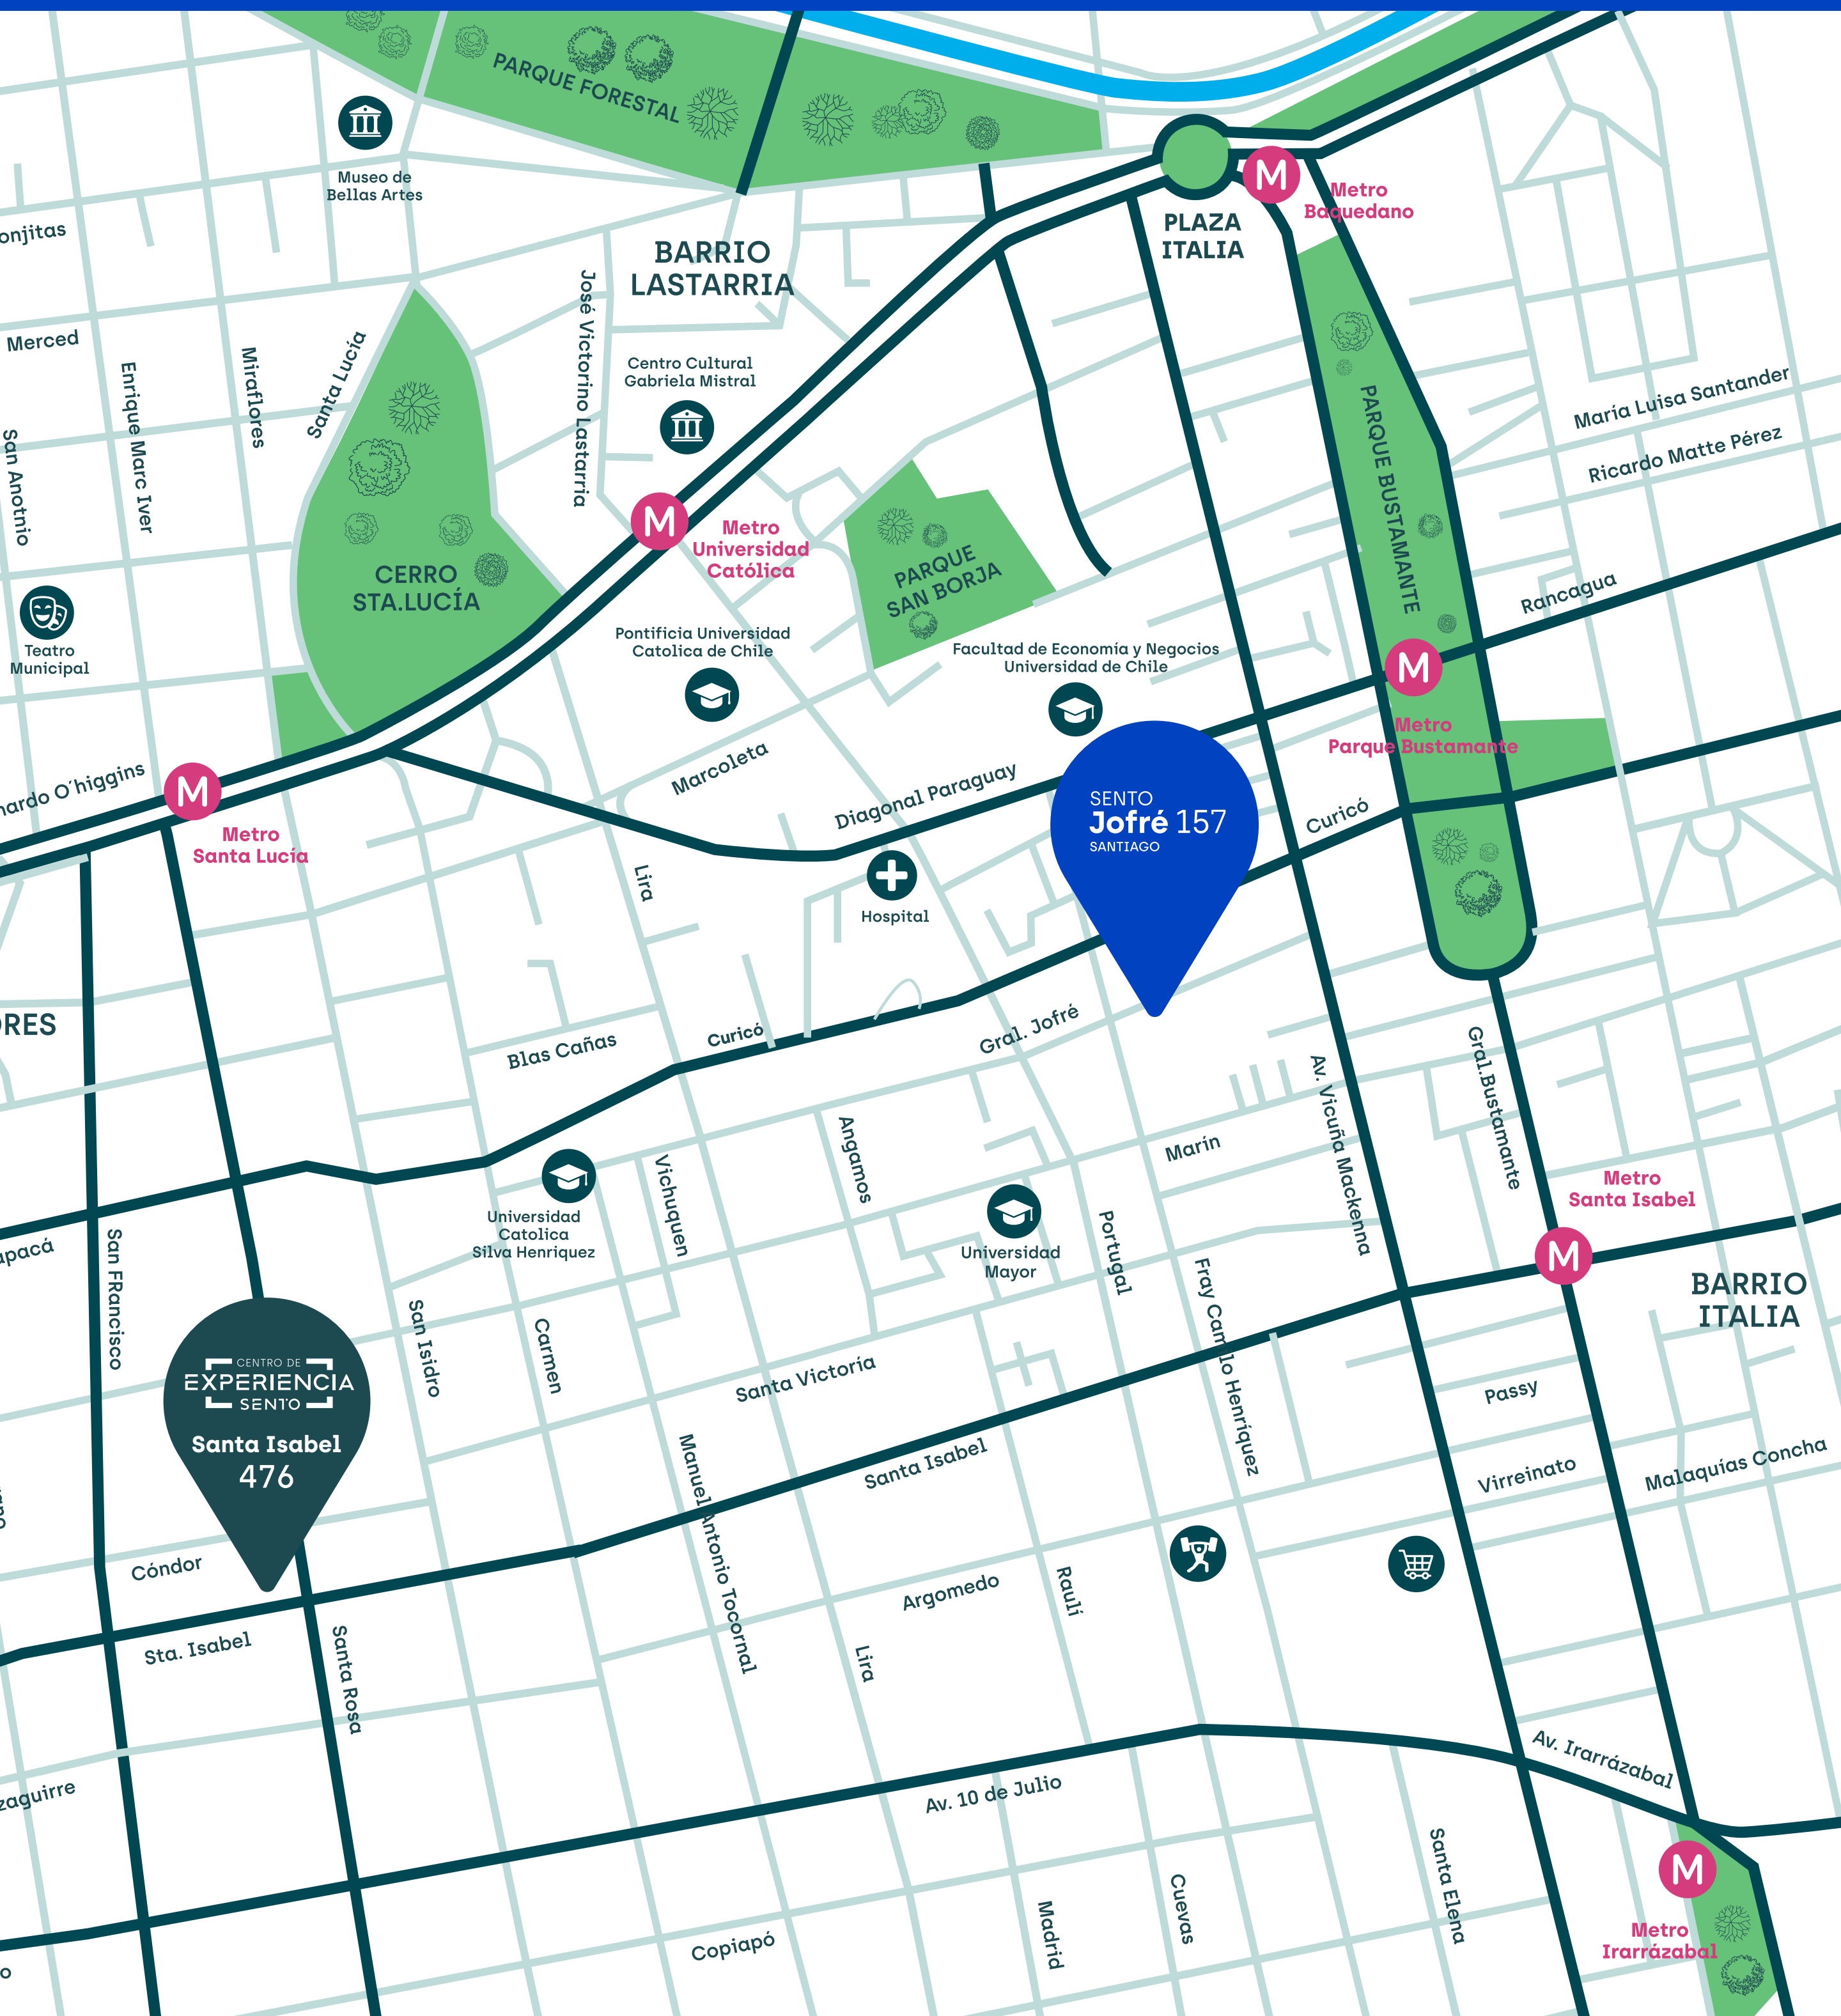 PARQUE FORESTAL
Museo de
Bellas Artes
onjitas
Merced
San Anotnio
Enrique Marc Iver
Miraflores
Santa Lucía
José Victorino Lastarria
BARRIO
LASTARRIA
Centro Cultural
Gabriela Mistral
PLAZA
ITALIA
M
Metro
Baquedano
PARQUE BUSTAMANTE
María Luisa Santander
Ricardo Matte Pérez
Rancagua
M
Metro
Universidad
Católica
CERRO
STA.LUCÍA
PARQUE
SAN BORJA
Teatro
Municipal
Pontificia Universidad
Catolica de Chile
Facultad de Economía y Negocios
Universidad de Chile
M
Metro
Parque Bustamante
nardo O´higgins
M
Metro
Santa Lucía
Marcoleta
Diagonal Paraguay
SENTO
Jofré 157
SANTIAGO
Curicó
Lira
Hospital
ORES
Blas Cañas
Curicó
Gral. Jofré
Av. Vicuña Mackenna
Gral.Bustamante
Marín
Angamos
Vichuquen
Universidad
Catolica
Silva Henriquez
Universidad
Mayor
Portugal
Metro
Santa Isabel
M
BARRIO
ITALIA
apacá
San FRancisco
CENTRO DE
EXPERIENCIA
SENTO
Santa Isabel
476
San Isidro
Carmen
Fray Camilo Henríquez
Santa Victoría
Santa Isabel
Manuel Antonio Tocornal
Passy
Virreinato
Malaquías Concha
Cóndor
Sta. Isabel
Santa Rosa
Argomedo
Raulí
Lira
Av. Irarrázabal
Av. 10 de Julio
zaguirre
M
Metro
Irarrázabal
Santa Elena
Cuevas
Madrid
Copiapó